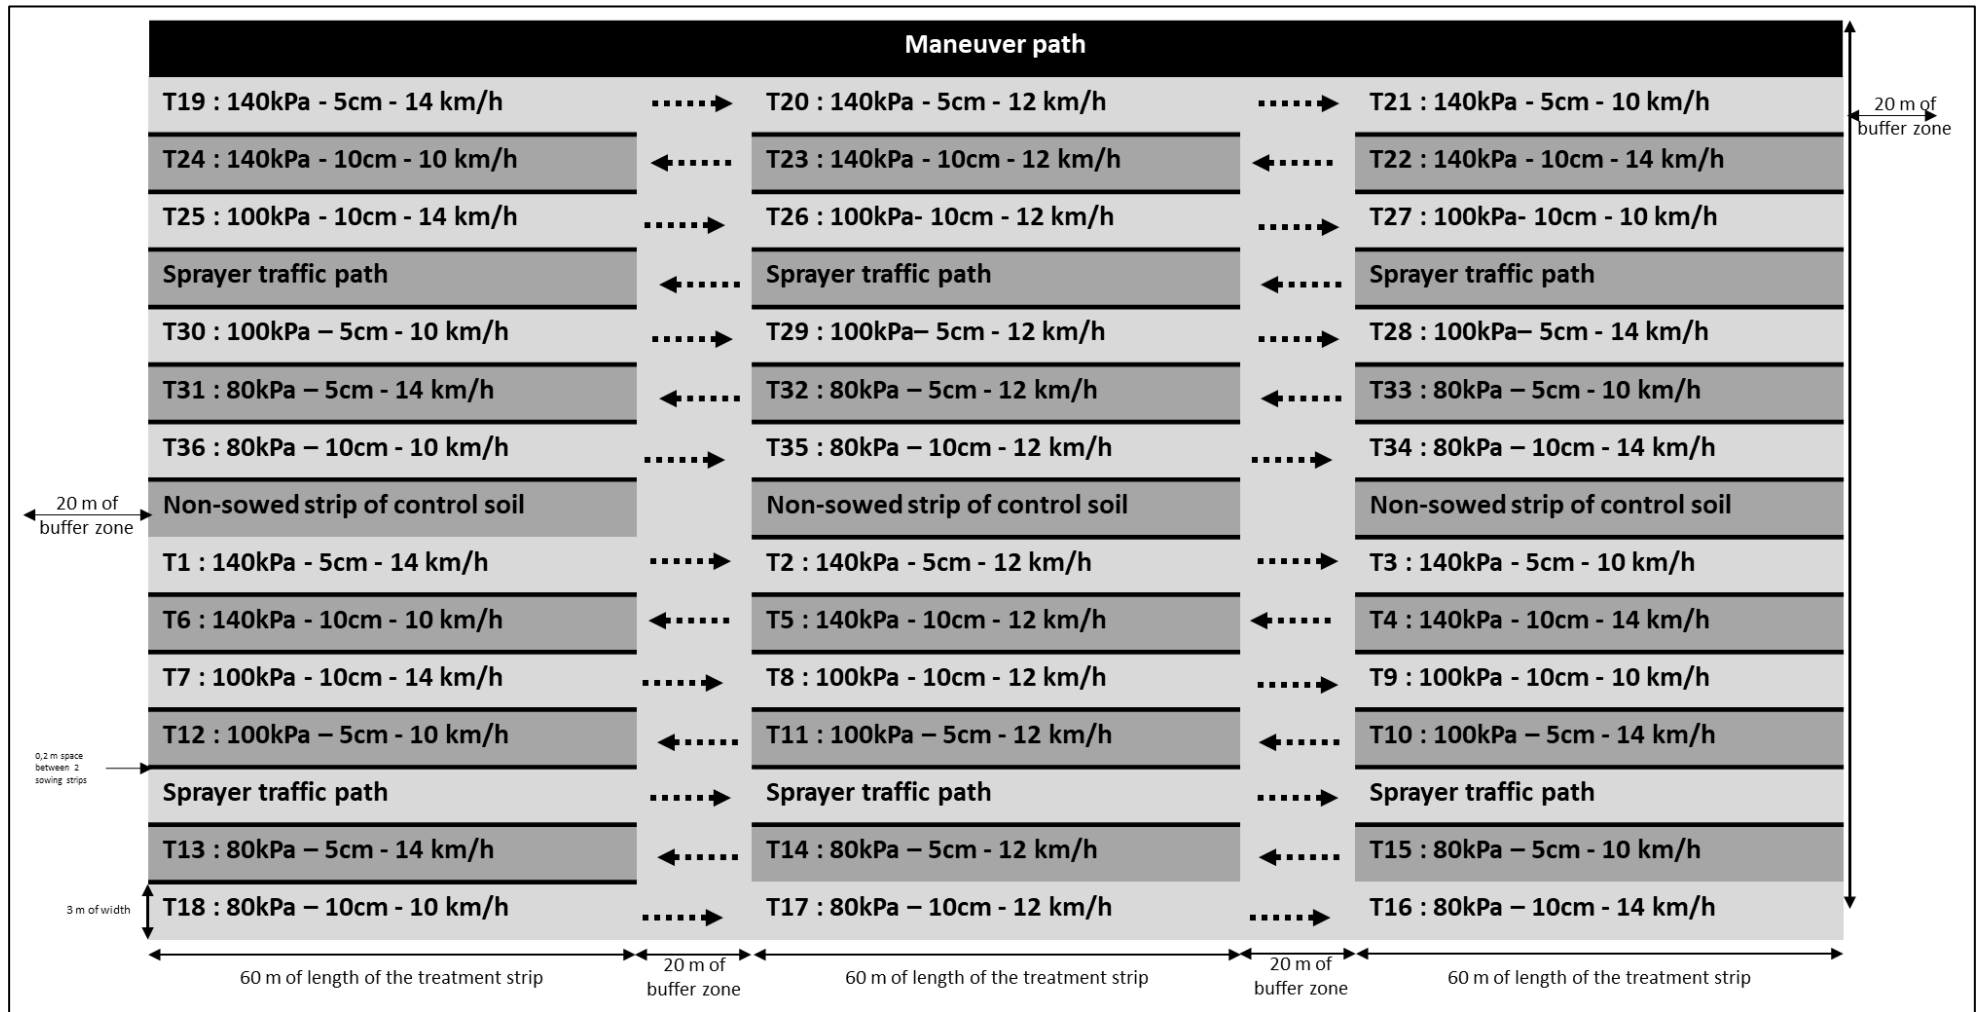 Maneuver path
T19 : 140kPa - 5cm - 14 km/h
T20 : 140kPa - 5cm - 12 km/h
T21 : 140kPa - 5cm - 10 km/h
20 m of
buffer zone
T24 : 140kPa - 10cm - 10 km/h
T23 : 140kPa - 10cm - 12 km/h
T22 : 140kPa - 10cm - 14 km/h
T25 : 100kPa - 10cm - 14 km/h
T26 : 100kPa- 10cm - 12 km/h
T27 : 100kPa- 10cm - 10 km/h
Sprayer traffic path
Sprayer traffic path
Sprayer traffic path
T30 : 100kPa – 5cm - 10 km/h
T29 : 100kPa– 5cm - 12 km/h
T28 : 100kPa– 5cm - 14 km/h
T31 : 80kPa – 5cm - 14 km/h
T32 : 80kPa – 5cm - 12 km/h
T33 : 80kPa – 5cm - 10 km/h
T36 : 80kPa – 10cm - 10 km/h
T35 : 80kPa – 10cm - 12 km/h
T34 : 80kPa – 10cm - 14 km/h
20 m of
buffer zone
Non-sowed strip of control soil
Non-sowed strip of control soil
Non-sowed strip of control soil
T1 : 140kPa - 5cm - 14 km/h
T2 : 140kPa - 5cm - 12 km/h
T3 : 140kPa - 5cm - 10 km/h
T6 : 140kPa - 10cm - 10 km/h
T5 : 140kPa - 10cm - 12 km/h
T4 : 140kPa - 10cm - 14 km/h
T7 : 100kPa - 10cm - 14 km/h
T8 : 100kPa - 10cm - 12 km/h
T9 : 100kPa - 10cm - 10 km/h
T12 : 100kPa – 5cm - 10 km/h
T11 : 100kPa – 5cm - 12 km/h
T10 : 100kPa – 5cm - 14 km/h
0,2 m space
between 2
sowing strips
Sprayer traffic path
Sprayer traffic path
Sprayer traffic path
T13 : 80kPa – 5cm - 14 km/h
T14 : 80kPa – 5cm - 12 km/h
T15 : 80kPa – 5cm - 10 km/h
3 m of width
T18 : 80kPa – 10cm - 10 km/h
T17 : 80kPa – 10cm - 12 km/h
T16 : 80kPa – 10cm - 14 km/h
60 m of length of the treatment strip
20 m of
buffer zone
60 m of length of the treatment strip
20 m of
buffer zone
60 m of length of the treatment strip